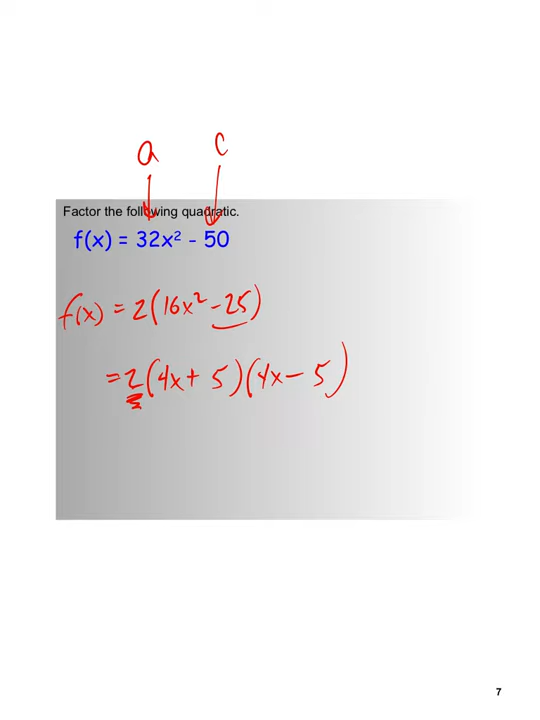 a c
Factor the following quadratic.
f(x) = 32x² - 50
f(x) = 2(16x² - 25)
= 2(4x + 5)(4x - 5)
7